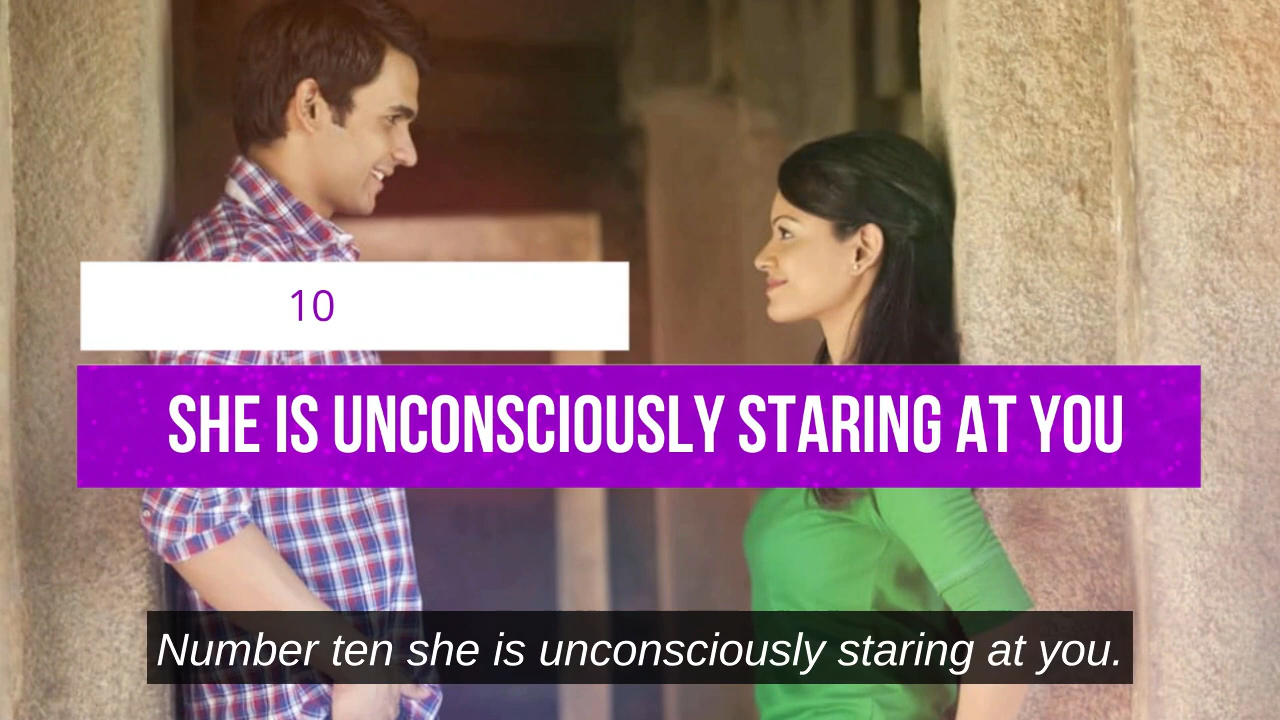 10
SHE IS UNCONSCIOUSLY STARING AT YOU
Number ten she is unconsciously staring at you.